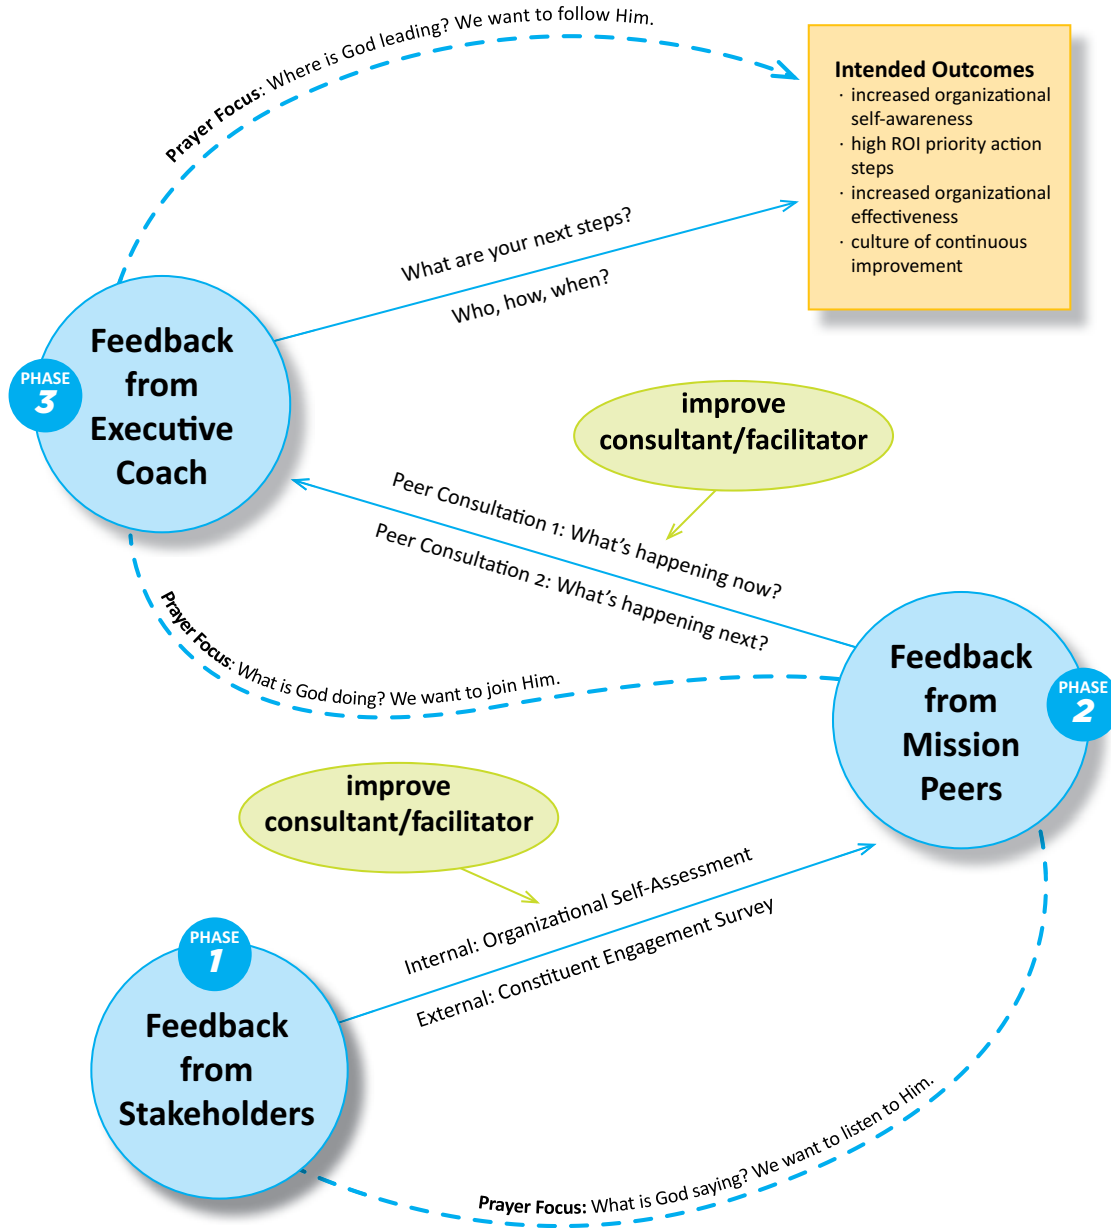 Prayer Focus: Where is God leading? We want to follow Him.
Intended Outcomes
· increased organizational
self-awareness
· high ROI priority action
steps
· increased organizational
effectiveness
· culture of continuous
improvement
What are your next steps?
Who, how, when?
PHASE
3
Feedback
from
Executive
Coach
improve
consultant/facilitator
Peer Consultation 1: What’s happening now?
Peer Consultation 2: What’s happening next?
Prayer Focus: What is God doing? We want to join Him.
Feedback
from
Mission
Peers
PHASE
2
improve
consultant/facilitator
Internal: Organizational Self-Assessment
External: Constituent Engagement Survey
PHASE
1
Feedback
from
Stakeholders
Prayer Focus: What is God saying? We want to listen to Him.